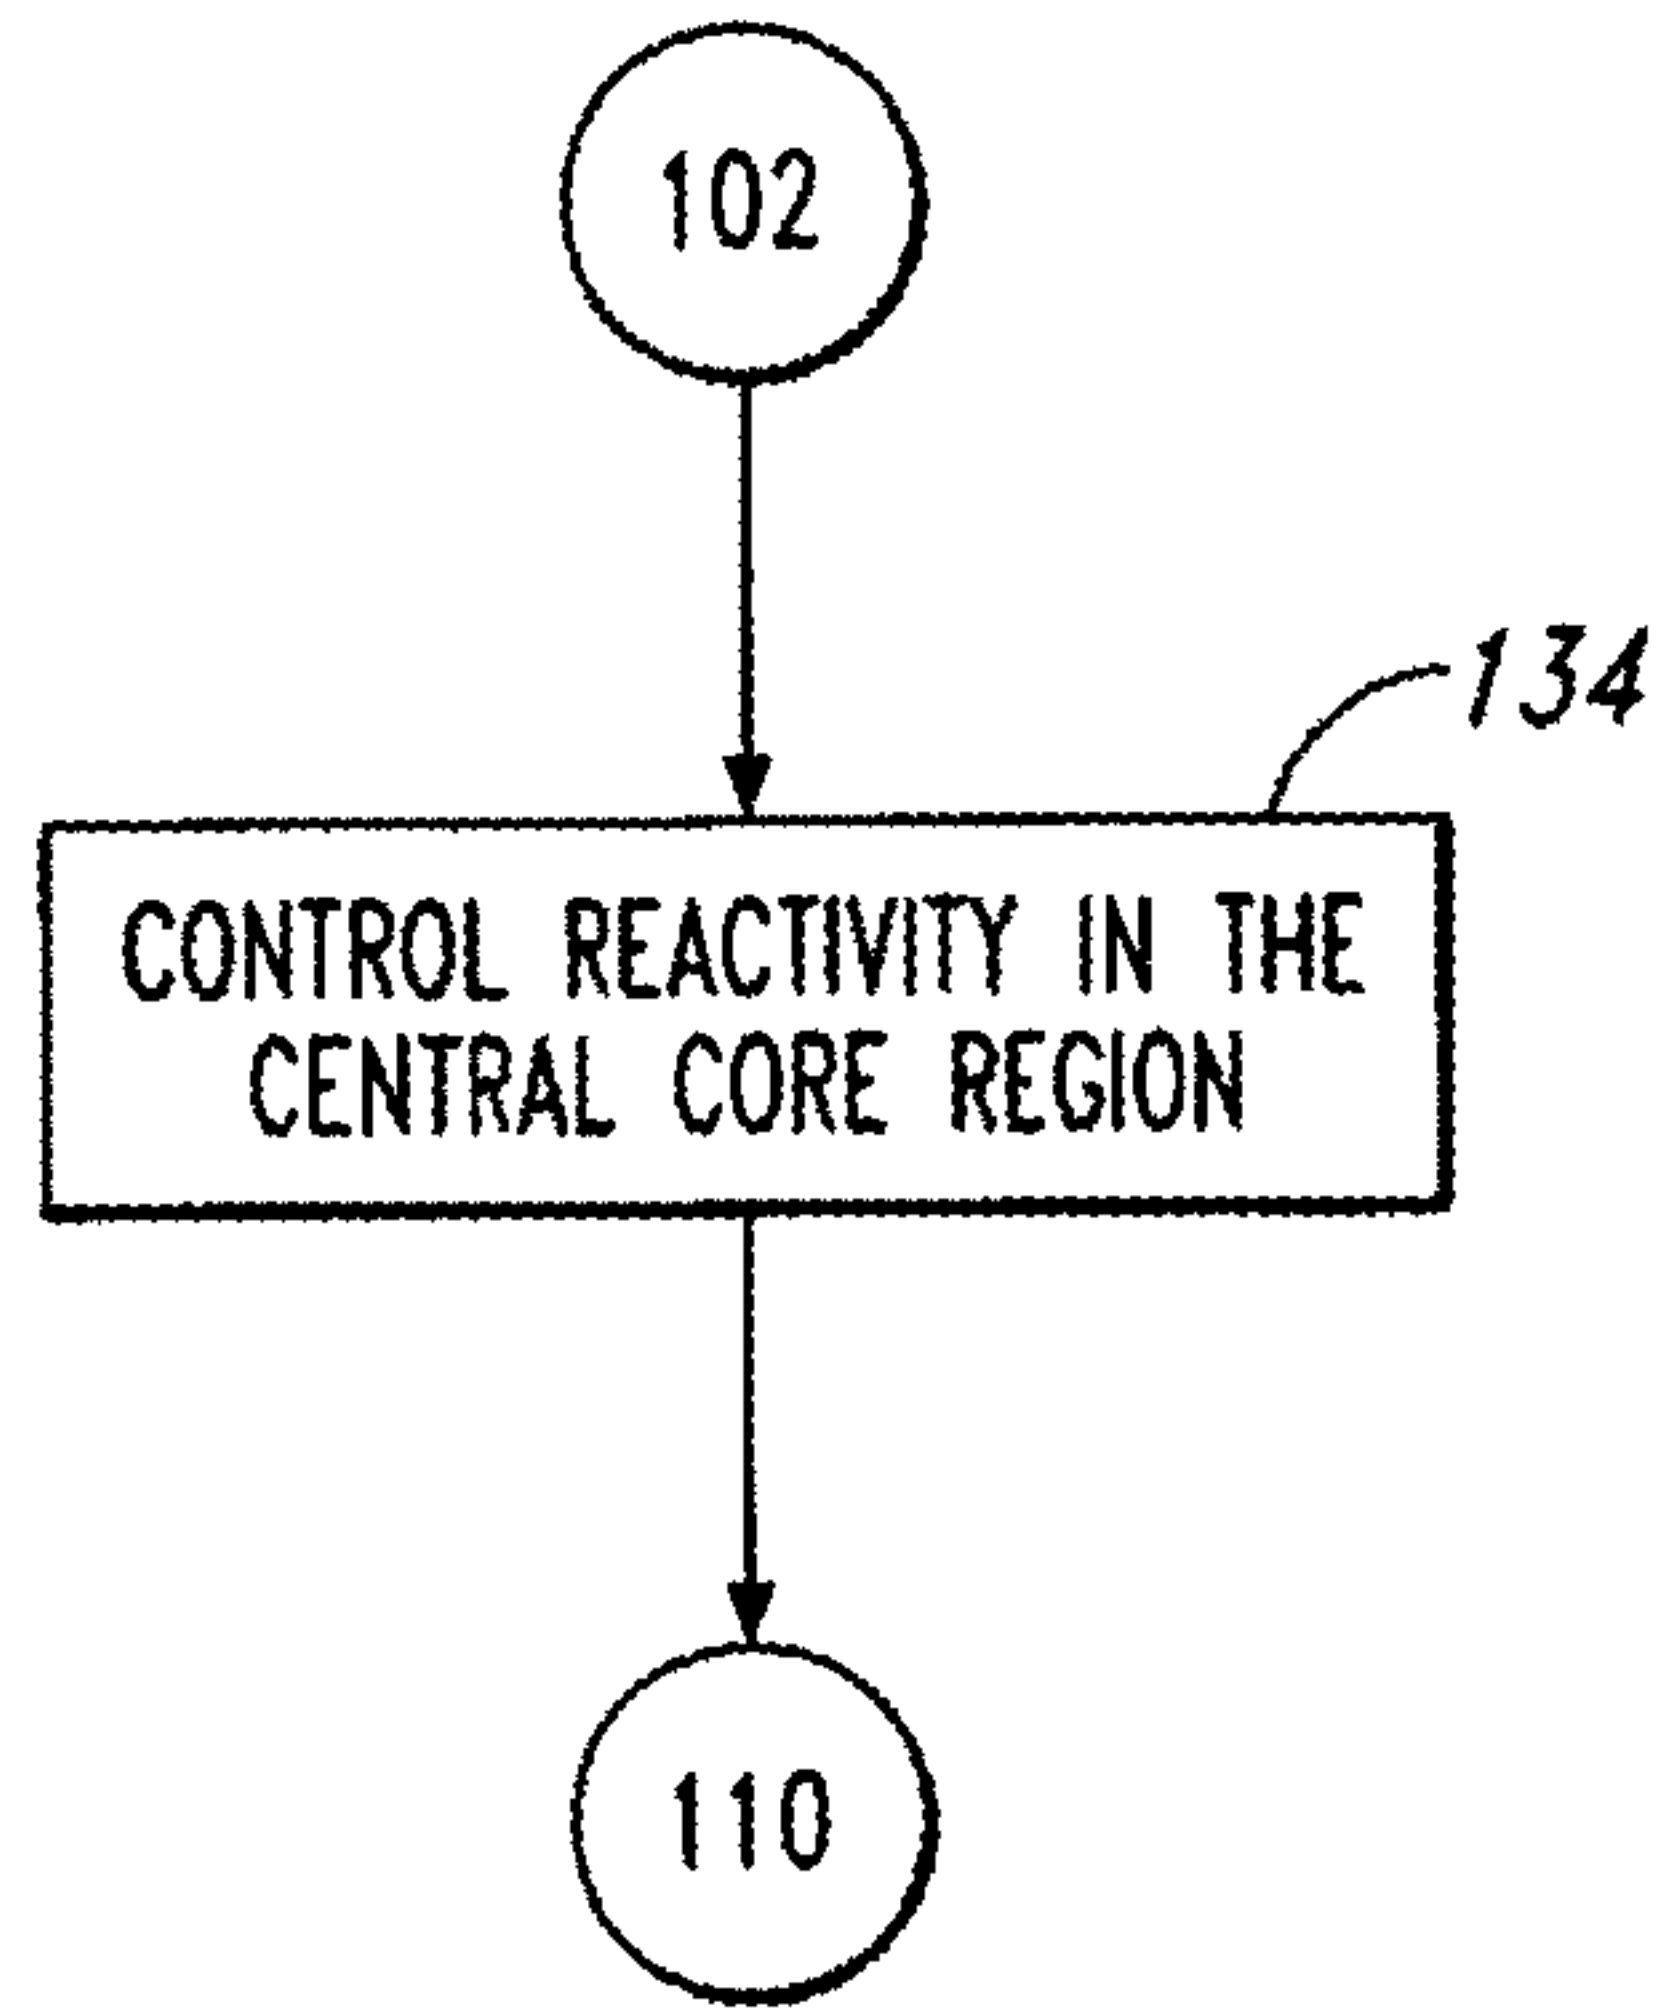 102
134
CONTROL REACTIVITY IN THE
CENTRAL CORE REGION
110